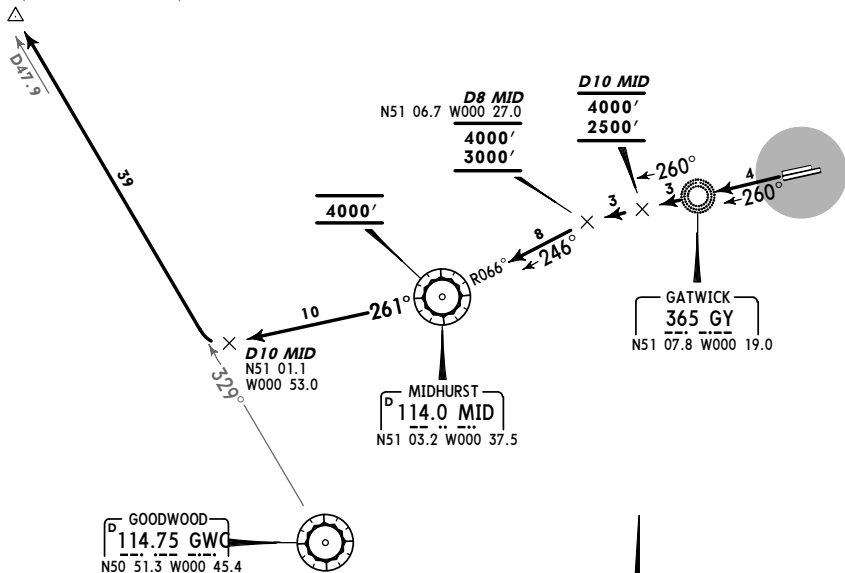 D47.9
39
D8 MID
N51 06.7 W000 27.0
4000′
3000′
D10 MID
4000′
2500′
260°
4
260°
3
3
8
246°
R066°
4000′
261°
10
D10 MID
N51 01.1
W000 53.0
329°
GATWICK
365 GY
N51 07.8 W000 19.0
MIDHURST
D
114.0 MID
N51 03.2 W000 37.5
GOODWOOD
D
114.75 GWC
N50 51.3 W000 45.4